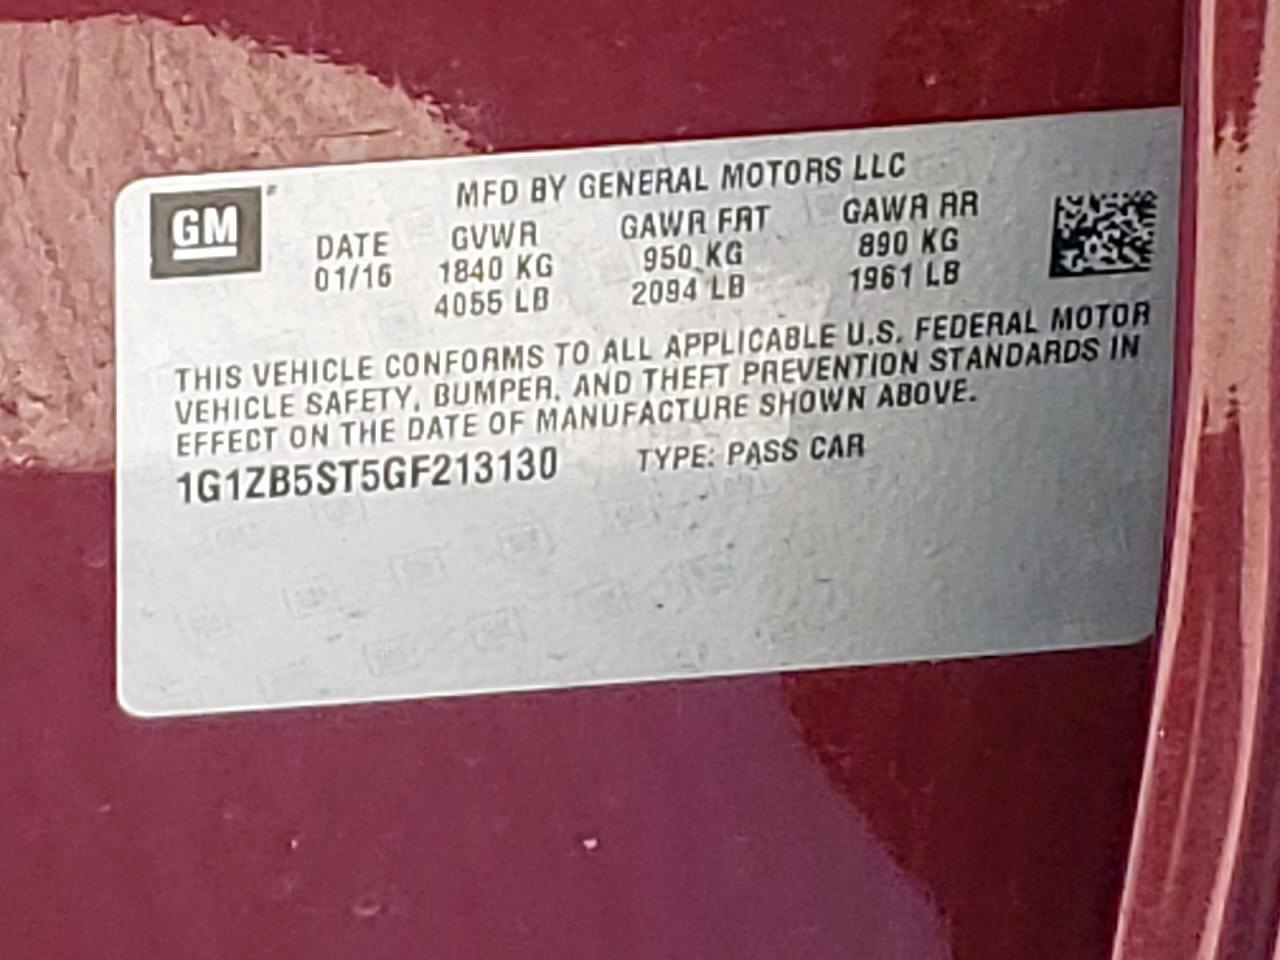 GM
MFD BY GENERAL MOTORS LLC
DATE GVWR GAWR FRT GAWR RR
01/16 1840 KG 950 KG 890 KG
4055 LB 2094 LB 1961 LB
THIS VEHICLE CONFORMS TO ALL APPLICABLE U.S. FEDERAL MOTOR
VEHICLE SAFETY, BUMPER, AND THEFT PREVENTION STANDARDS IN
EFFECT ON THE DATE OF MANUFACTURE SHOWN ABOVE.
1G1ZB5ST5GF213130 TYPE: PASS CAR